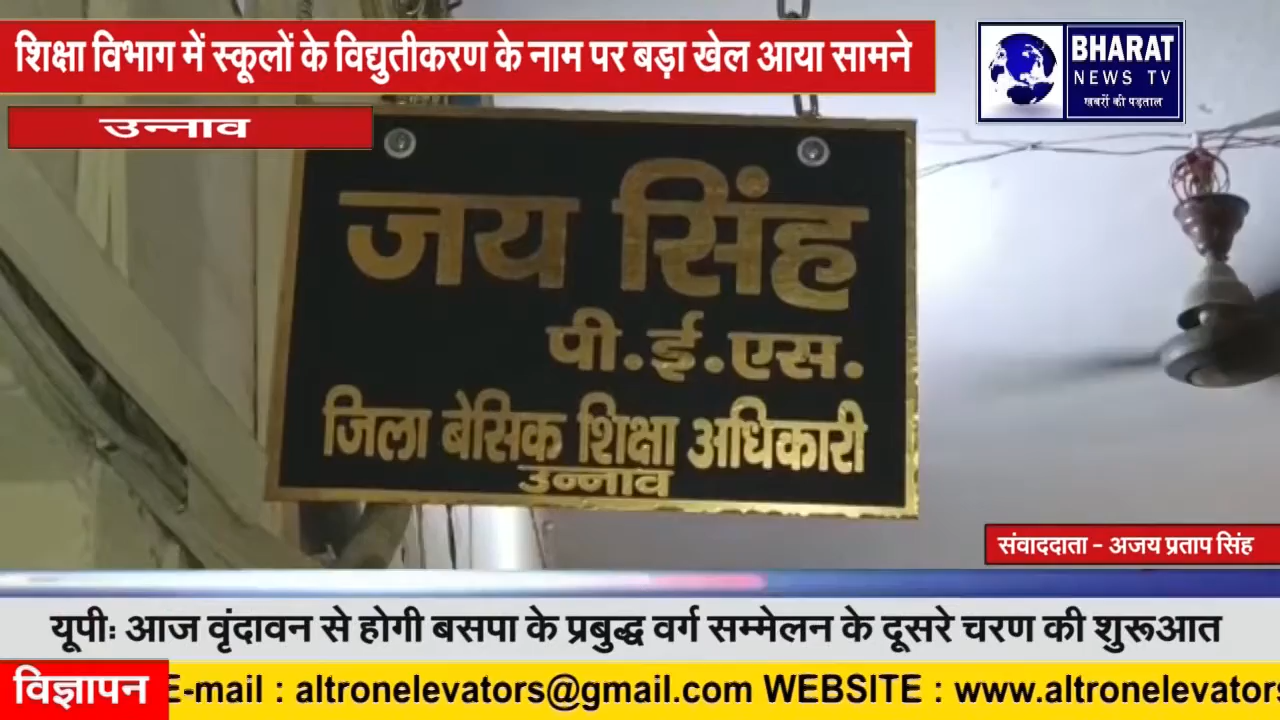 शिक्षा विभाग में स्कूलों के विद्युतीकरण के नाम पर बड़ा खेल आया सामने
BHARAT
NEWS TV
खबरों की पड़ताल
उन्नाव
जय सिंह
पी.ई.एस.
जिला बेसिक शिक्षा अधिकारी
उन्नाव
संवाददाता - अजय प्रताप सिंह
यूपी: आज वृंदावन से होगी बसपा के प्रबुद्ध वर्ग सम्मेलन के दूसरे चरण की शुरूआत
विज्ञापन E-mail : altronelevators@gmail.com WEBSITE : www.altronelevators